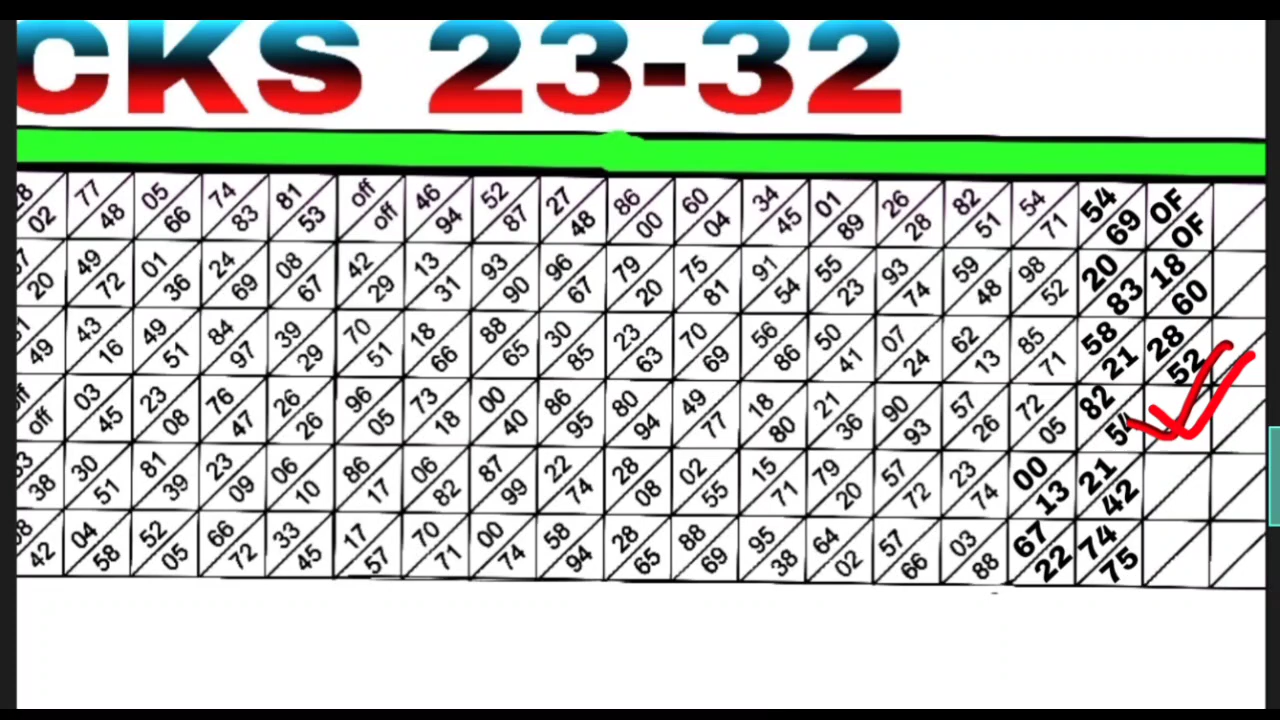 CKS 23-32
77 05 74 81 off 46 52 27 86 60 34 01 26 82 54 54 OF
02 48 66 83 53 off 94 87 48 00 04 45 89 28 51 71 69 OF
49 01 24 08 42 13 93 96 79 75 91 55 93 59 98 20 18
20 72 36 69 67 29 31 90 67 20 81 54 23 74 48 52 83 60
43 49 84 39 70 18 88 30 23 70 56 50 07 62 85 58 28
49 16 51 97 29 51 66 65 85 63 69 86 41 24 13 71 21 52
03 23 76 26 96 73 00 86 80 49 18 21 90 57 72 82
off 45 08 47 26 05 18 40 95 94 77 80 36 93 26 05
30 81 23 06 86 06 87 22 28 02 15 79 57 23 00 21
38 51 39 09 10 17 82 99 74 08 55 71 20 72 74 13 42
04 52 66 33 17 70 00 58 28 88 95 64 57 03 67 74
42 58 05 72 45 57 71 74 94 65 69 38 02 66 88 22 75